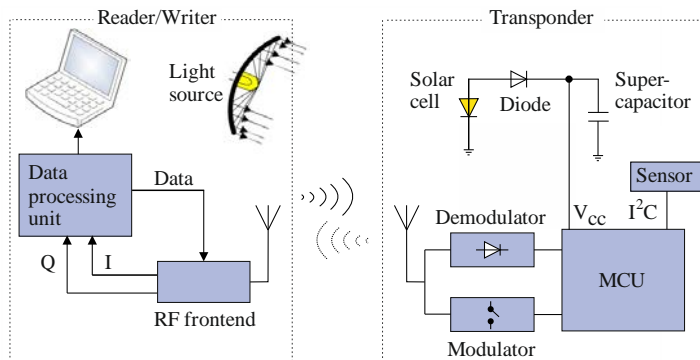 Reader/Writer
Light
source
Data
processing
unit
Data
Q
I
RF frontend
Transponder
Solar
cell
Diode
Super-
capacitor
Sensor
Demodulator
V_CC
I²C
MCU
Modulator